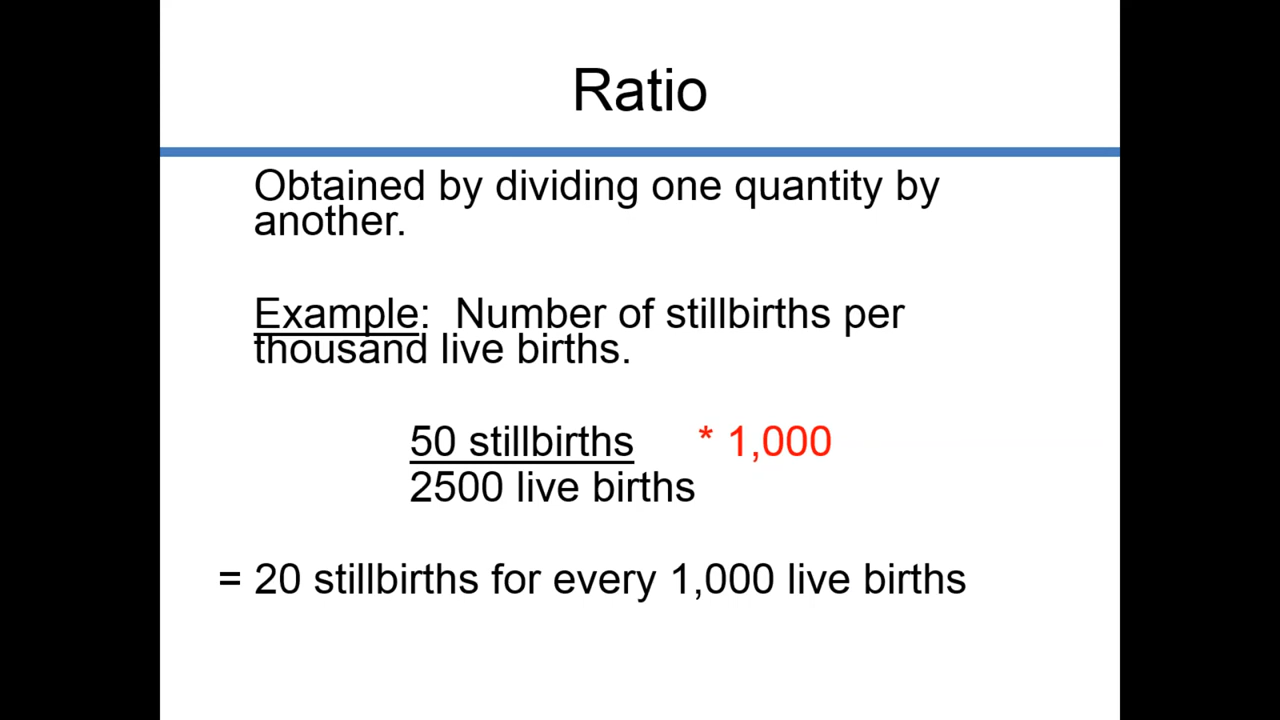 Ratio
Obtained by dividing one quantity by
another.
Example:  Number of stillbirths per
thousand live births.
50 stillbirths * 1,000
2500 live births
= 20 stillbirths for every 1,000 live births